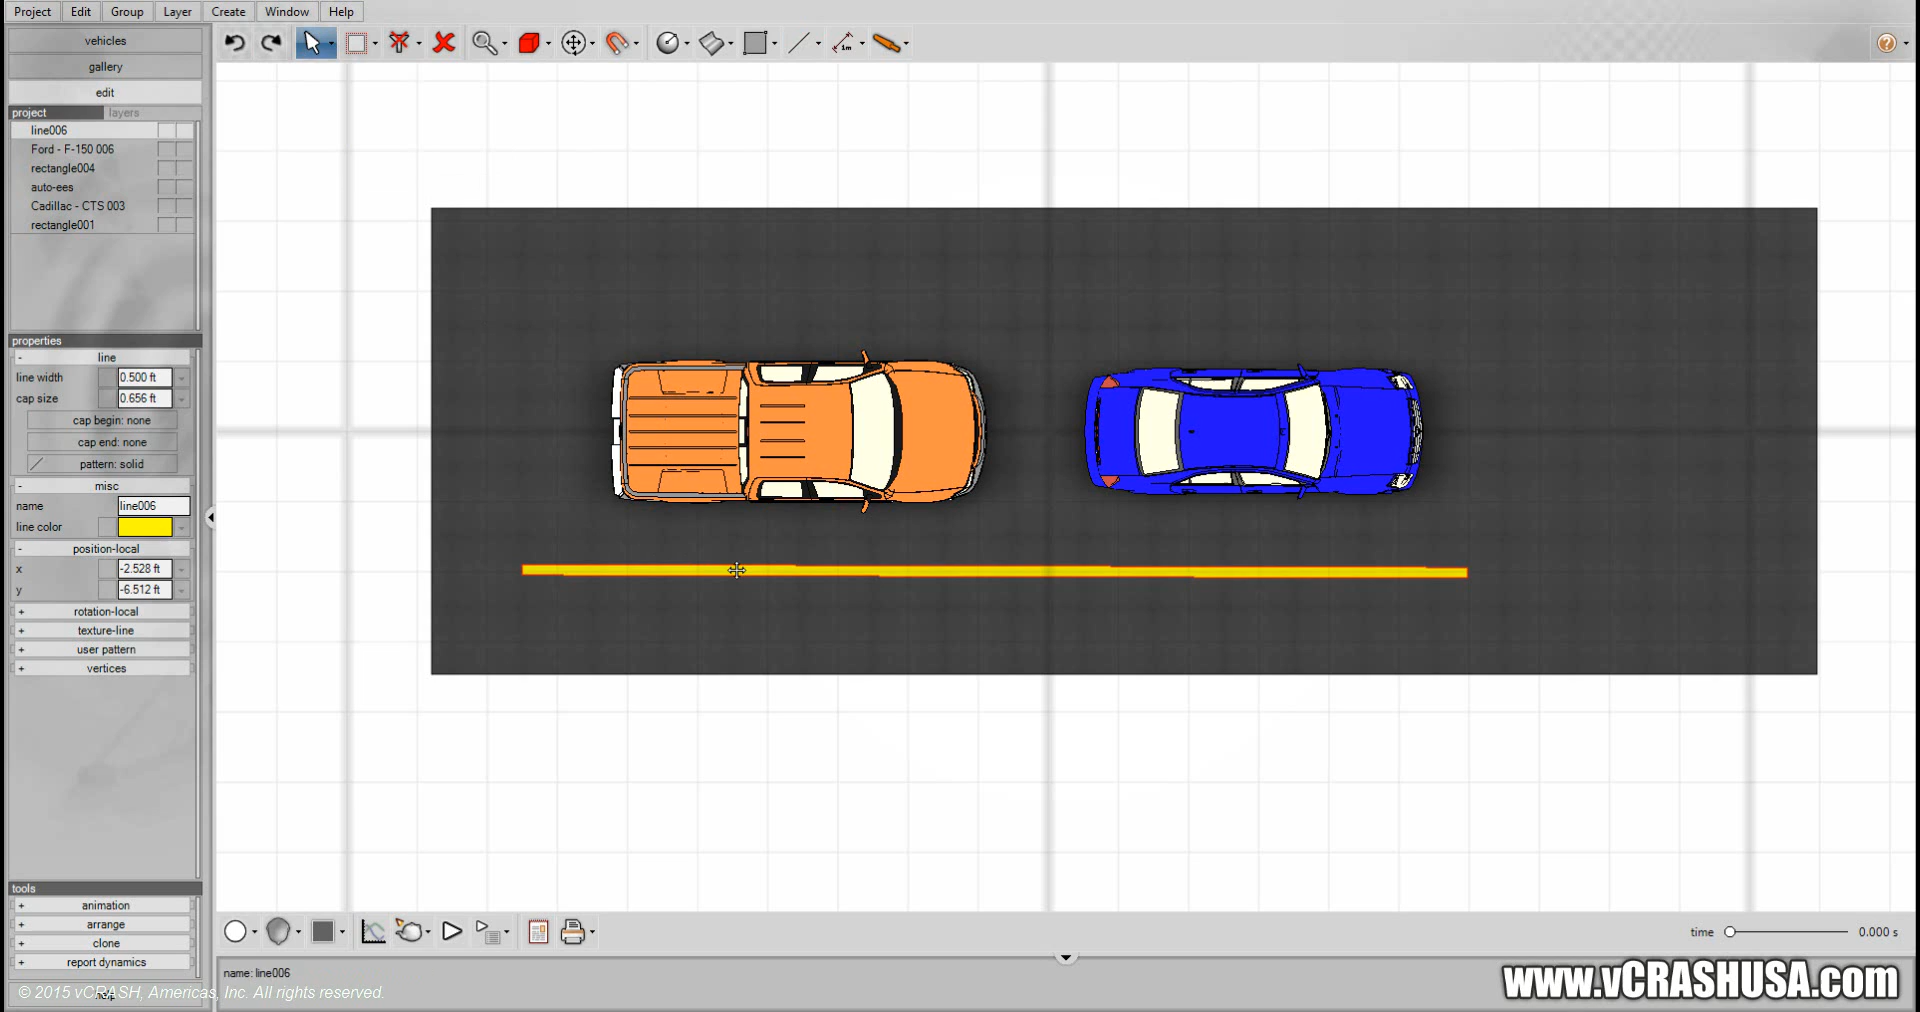 Project Edit Group Layer Create Window Help
vehicles
gallery
edit
project layers
line006
Ford - F-150 006
rectangle004
auto-ees
Cadillac - CTS 003
rectangle001
properties
- line
line width 0.500 ft
cap size 0.656 ft
cap begin: none
cap end: none
pattern: solid
- misc
name line006
line color
- position-local
x -2.528 ft
y -6.512 ft
+ rotation-local
+ texture-line
+ user pattern
+ vertices
tools
+ animation
+ arrange
+ clone
+ report dynamics
help
© 2015 vCRASH, Americas, Inc. All rights reserved.
1m
time 0.000 s
name: line006
www.vCRASHUSA.com